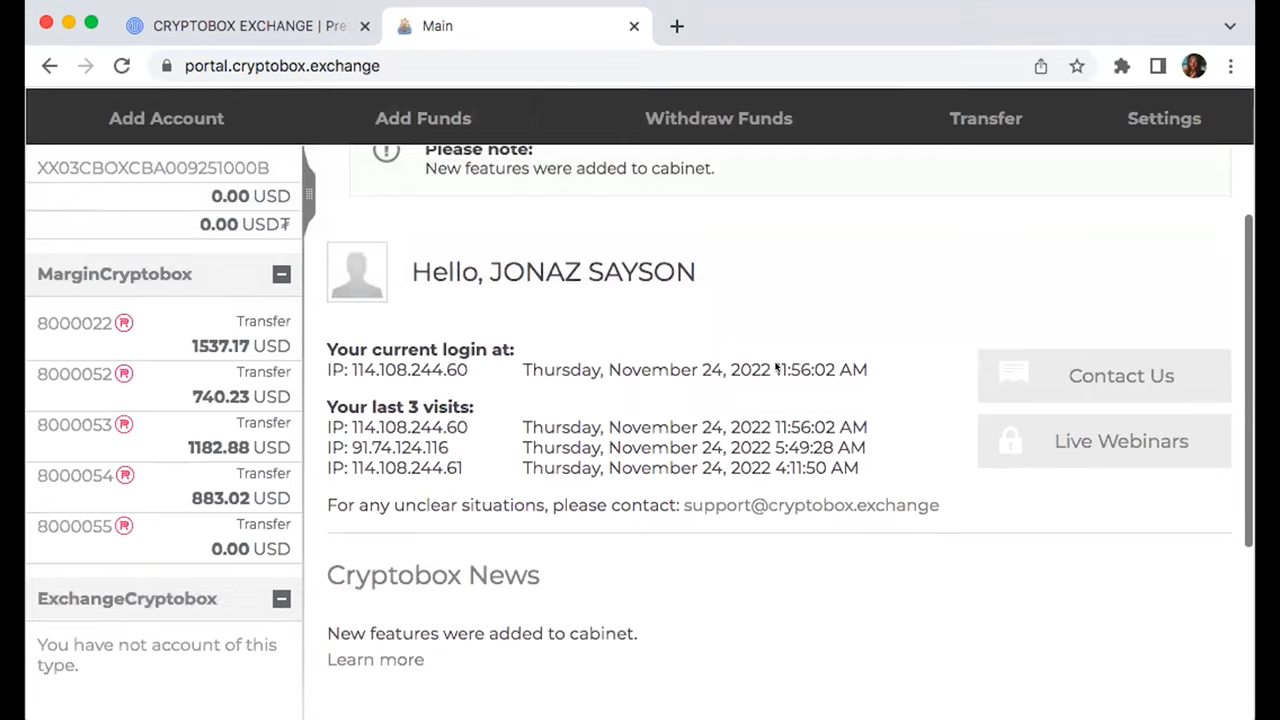 CRYPTOBOX EXCHANGE | Pre
Main
portal.cryptobox.exchange
Add Account
Add Funds
Withdraw Funds
Transfer
Settings
XX03CBOXCBA009251000B
0.00 USD
0.00 USD₮
MarginCryptobox
8000022 R Transfer
1537.17 USD
8000052 R Transfer
740.23 USD
8000053 R Transfer
1182.88 USD
8000054 R Transfer
883.02 USD
8000055 R Transfer
0.00 USD
ExchangeCryptobox
You have not account of this
type.
Please note:
New features were added to cabinet.
Hello, JONAZ SAYSON
Your current login at:
IP: 114.108.244.60 Thursday, November 24, 2022 11:56:02 AM
Your last 3 visits:
IP: 114.108.244.60 Thursday, November 24, 2022 11:56:02 AM
IP: 91.74.124.116 Thursday, November 24, 2022 5:49:28 AM
IP: 114.108.244.61 Thursday, November 24, 2022 4:11:50 AM
For any unclear situations, please contact: support@cryptobox.exchange
Contact Us
Live Webinars
Cryptobox News
New features were added to cabinet.
Learn more